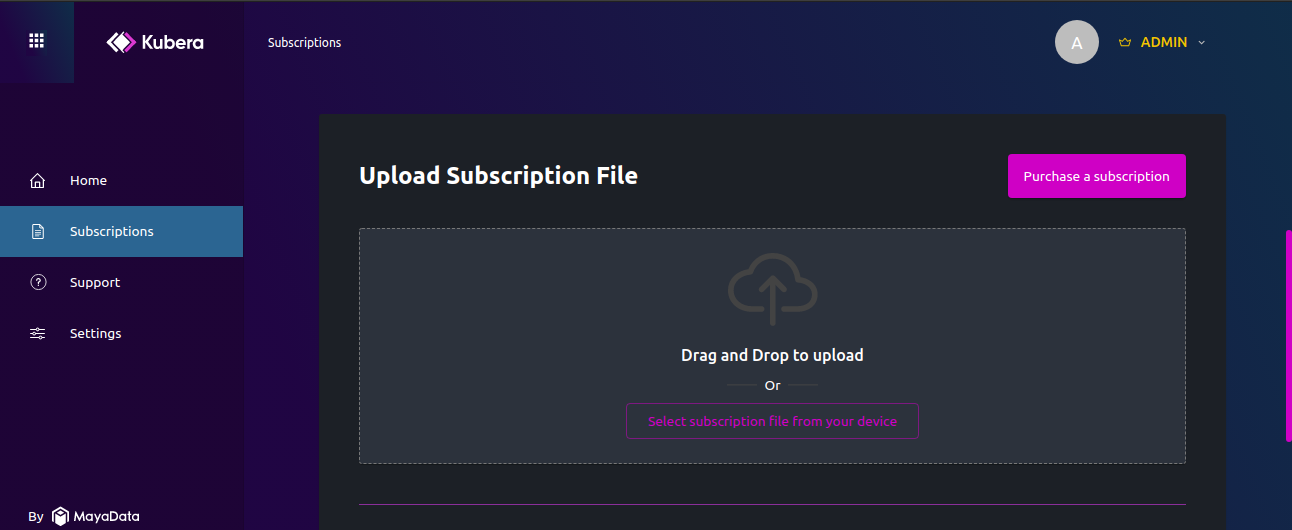 Kubera
Subscriptions
A
ADMIN
Home
Subscriptions
Support
Settings
By MayaData
Upload Subscription File
Purchase a subscription
Drag and Drop to upload
Or
Select subscription file from your device